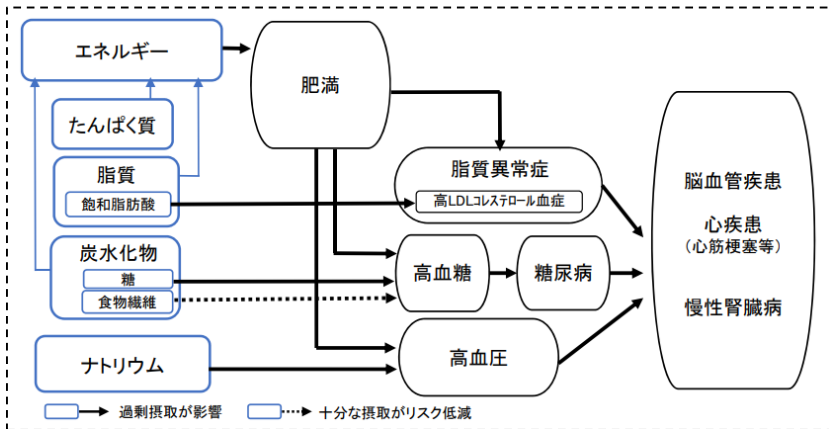 エネルギー
肥満
たんぱく質
脂質
飽和脂肪酸
脂質異常症
高LDLコレステロール血症
炭水化物
糖
食物繊維
高血糖
糖尿病
ナトリウム
高血圧
脳血管疾患
心疾患
(心筋梗塞等)
慢性腎臓病
過剰摂取が影響
十分な摂取がリスク低減